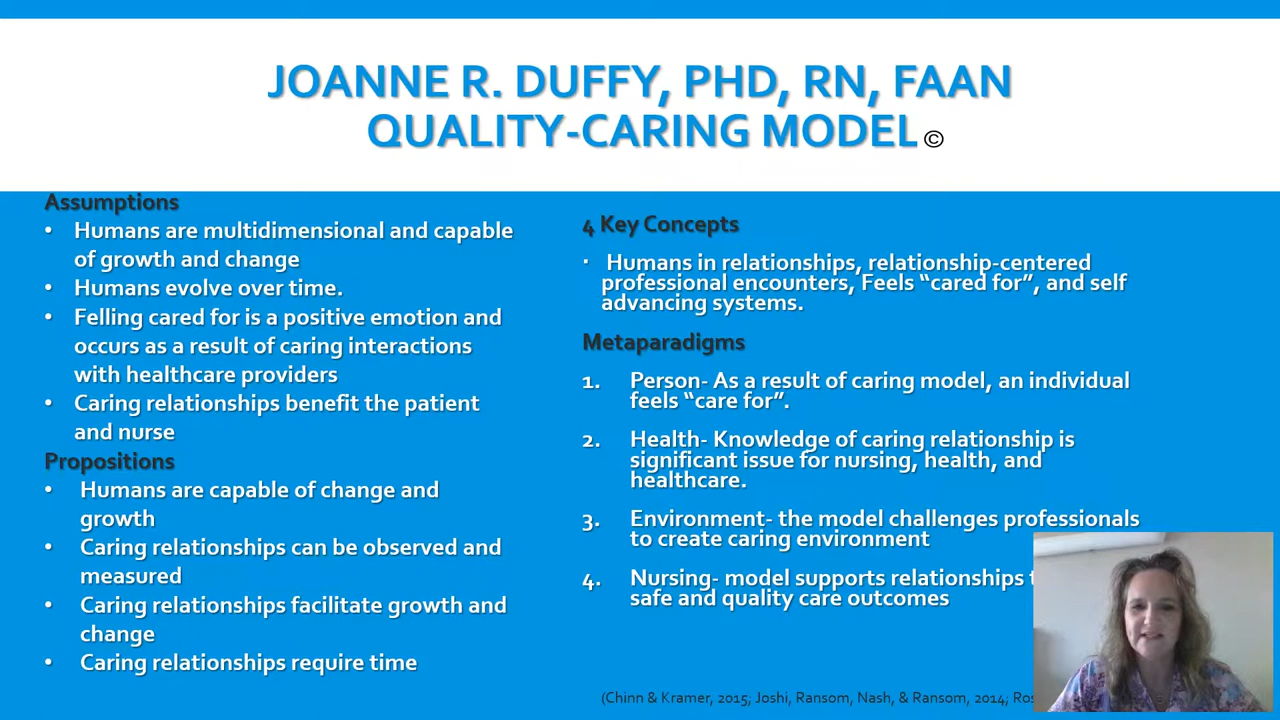 JOANNE R. DUFFY, PHD, RN, FAAN
QUALITY-CARING MODEL ©
Assumptions
• Humans are multidimensional and capable
of growth and change
• Humans evolve over time.
• Felling cared for is a positive emotion and
occurs as a result of caring interactions
with healthcare providers
• Caring relationships benefit the patient
and nurse
Propositions
• Humans are capable of change and
growth
• Caring relationships can be observed and
measured
• Caring relationships facilitate growth and
change
• Caring relationships require time
4 Key Concepts
· Humans in relationships, relationship-centered
professional encounters, Feels “cared for”, and self
advancing systems.
Metaparadigms
1. Person- As a result of caring model, an individual
feels “care for”.
2. Health- Knowledge of caring relationship is
significant issue for nursing, health, and
healthcare.
3. Environment- the model challenges professionals
to create caring environment
4. Nursing- model supports relationships
safe and quality care outcomes
(Chinn & Kramer, 2015; Joshi, Ransom, Nash, & Ransom, 2014;